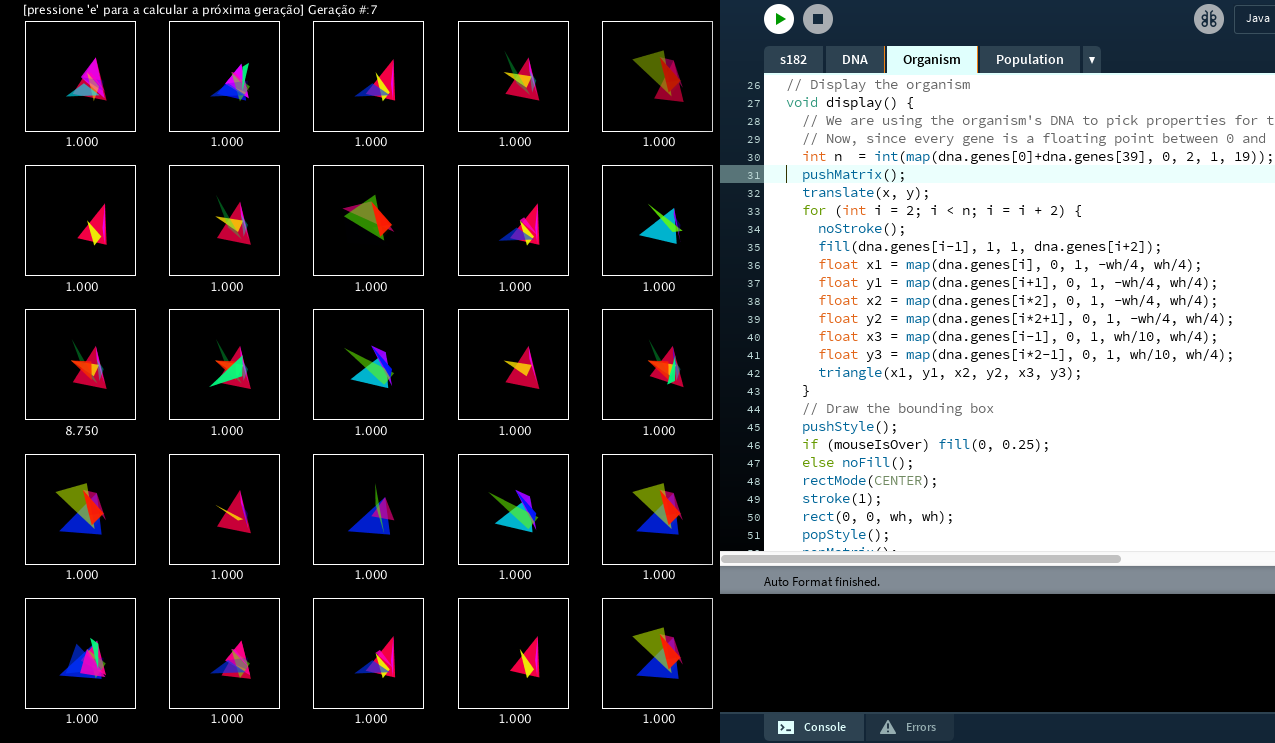 [pressione 'e' para a calcular a próxima geração] Geração #:7
1.000 1.000 1.000 1.000 1.000
1.000 1.000 1.000 1.000 1.000
8.750 1.000 1.000 1.000 1.000
1.000 1.000 1.000 1.000 1.000
1.000 1.000 1.000 1.000 1.000
Java
s182 DNA Organism Population ▼
26 // Display the organism
27 void display() {
28 // We are using the organism's DNA to pick properties for t
29 // Now, since every gene is a floating point between 0 and
30 int n  = int(map(dna.genes[0]+dna.genes[39], 0, 2, 1, 19));
31 pushMatrix();
32 translate(x, y);
33 for (int i = 2; i < n; i = i + 2) {
34 noStroke();
35 fill(dna.genes[i-1], 1, 1, dna.genes[i+2]);
36 float x1 = map(dna.genes[i], 0, 1, -wh/4, wh/4);
37 float y1 = map(dna.genes[i+1], 0, 1, -wh/4, wh/4);
38 float x2 = map(dna.genes[i*2], 0, 1, -wh/4, wh/4);
39 float y2 = map(dna.genes[i*2+1], 0, 1, -wh/4, wh/4);
40 float x3 = map(dna.genes[i-1], 0, 1, wh/10, wh/4);
41 float y3 = map(dna.genes[i*2-1], 0, 1, wh/10, wh/4);
42 triangle(x1, y1, x2, y2, x3, y3);
43 }
44 // Draw the bounding box
45 pushStyle();
46 if (mouseIsOver) fill(0, 0.25);
47 else noFill();
48 rectMode(CENTER);
49 stroke(1);
50 rect(0, 0, wh, wh);
51 popStyle();
Auto Format finished.
Console Errors